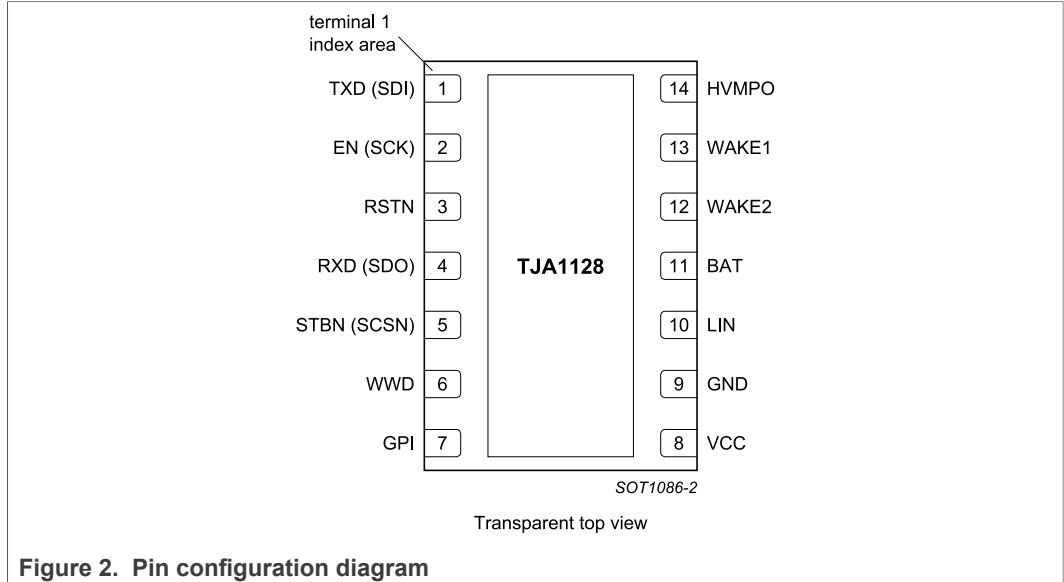 terminal 1
index area
TXD (SDI) 1
14 HVMPO
EN (SCK) 2
13 WAKE1
RSTN 3
12 WAKE2
RXD (SDO) 4
TJA1128
11 BAT
STBN (SCSN) 5
10 LIN
WWD 6
9 GND
GPI 7
8 VCC
SOT1086-2
Transparent top view
Figure 2. Pin configuration diagram